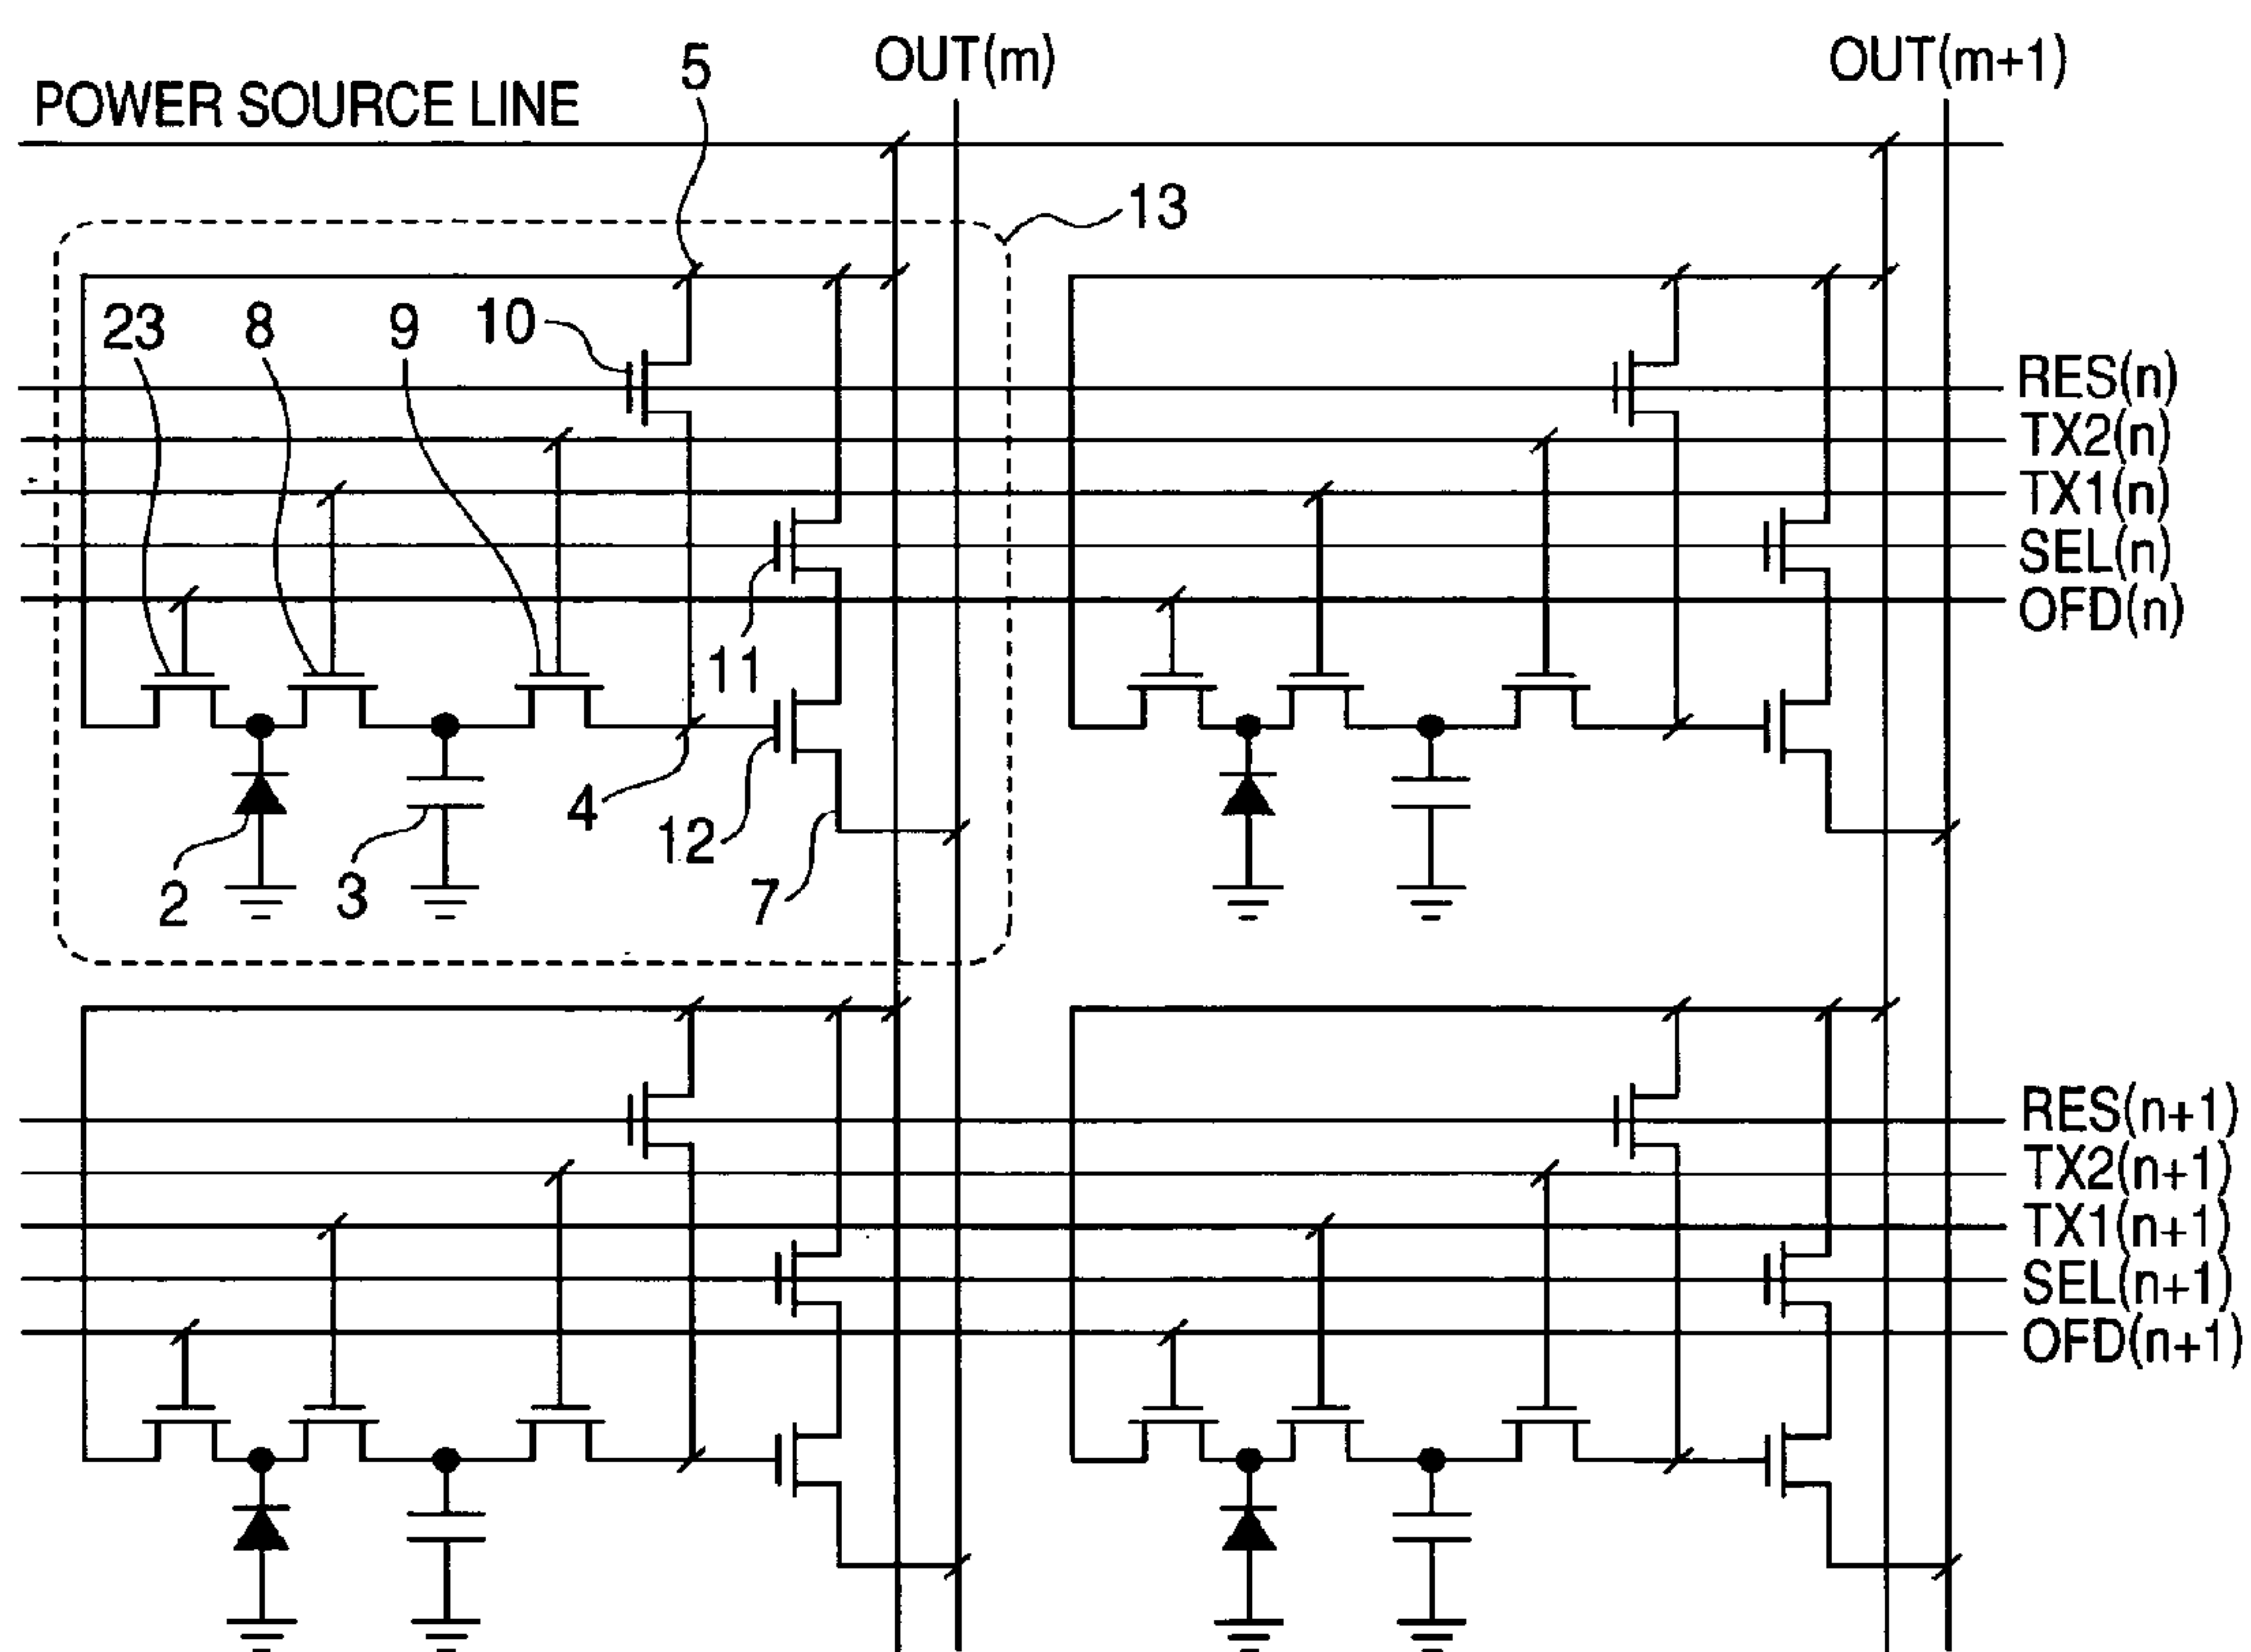 5
OUT(m)
OUT(m+1)
POWER SOURCE LINE
13
23
8
9
10
RES(n)
TX2(n)
TX1(n)
SEL(n)
OFD(n)
11
4
12
2
3
7
RES(n+1)
TX2(n+1)
TX1(n+1)
SEL(n+1)
OFD(n+1)